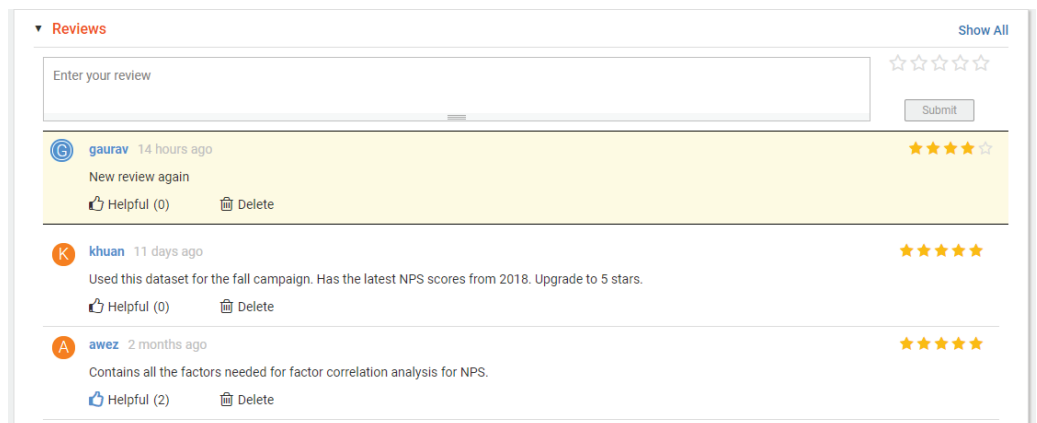 Reviews Show All
Enter your review
Submit
G gaurav 14 hours ago
New review again
Helpful (0) Delete
K khuan 11 days ago
Used this dataset for the fall campaign. Has the latest NPS scores from 2018. Upgrade to 5 stars.
Helpful (0) Delete
A awez 2 months ago
Contains all the factors needed for factor correlation analysis for NPS.
Helpful (2) Delete